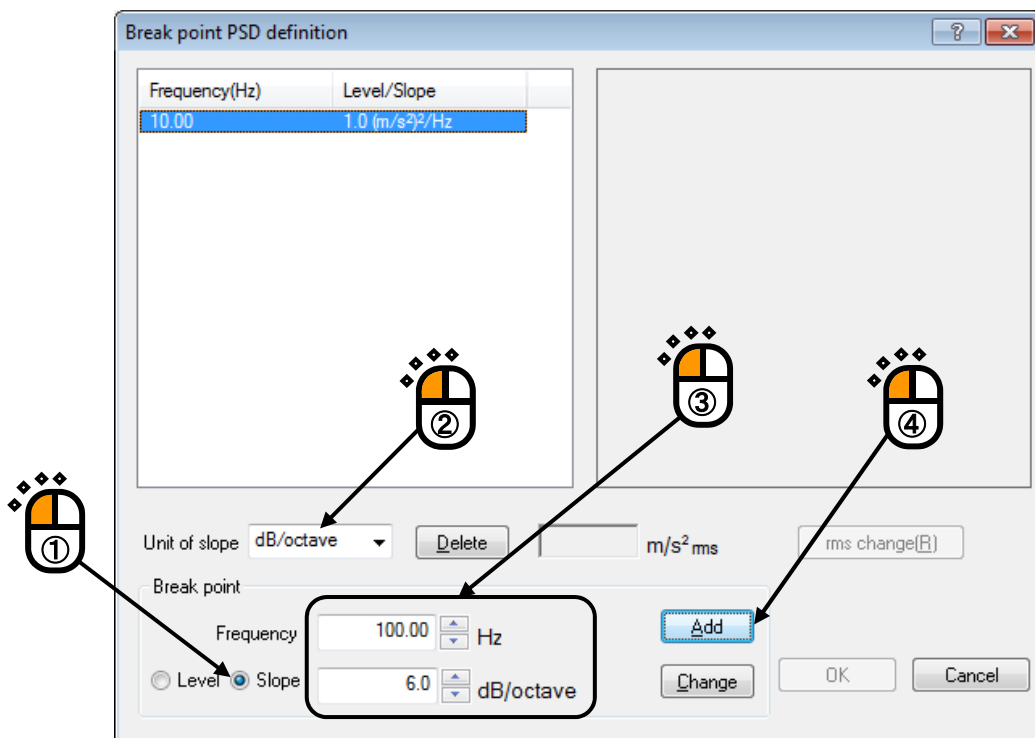 Break point PSD definition
?
Frequency(Hz) Level/Slope
10.00 1.0 (m/s²)²/Hz
②
③
④
①
Unit of slope dB/octave Delete m/s² rms rms change(R)
Break point
Frequency 100.00 Hz Add
Level Slope 6.0 dB/octave Change OK Cancel